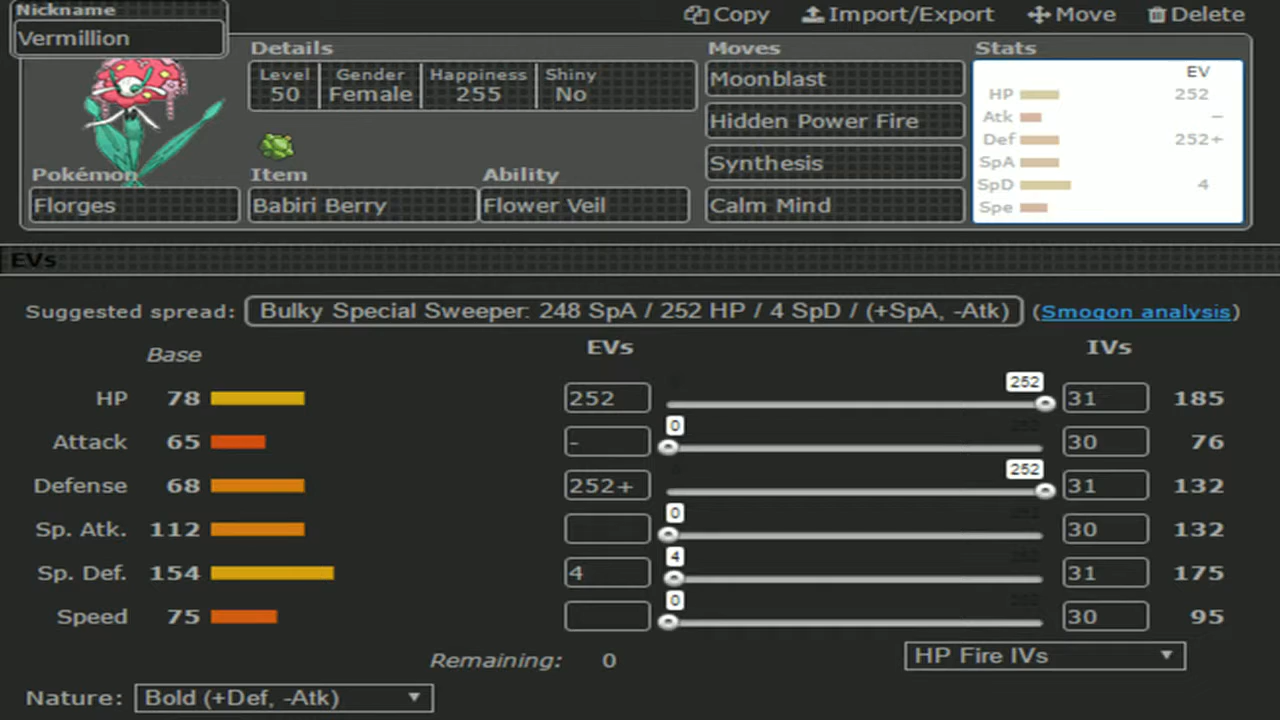 Nickname
Vermillion
Copy Import/Export Move Delete
Details Moves Stats
Level Gender Happiness Shiny
50 Female 255 No
Moonblast
Hidden Power Fire
Synthesis
Calm Mind
EV
HP 252
Atk –
Def 252+
SpA
SpD 4
Spe
Pokémon Item Ability
Florges Babiri Berry Flower Veil
EVs
Suggested spread: Bulky Special Sweeper: 248 SpA / 252 HP / 4 SpD / (+SpA, -Atk) (Smogon analysis)
Base EVs IVs
HP 78 252 252 31 185
Attack 65 - 0 30 76
Defense 68 252+ 252 31 132
Sp. Atk. 112 0 30 132
Sp. Def. 154 4 4 31 175
Speed 75 0 30 95
Remaining: 0 HP Fire IVs
Nature: Bold (+Def, -Atk)